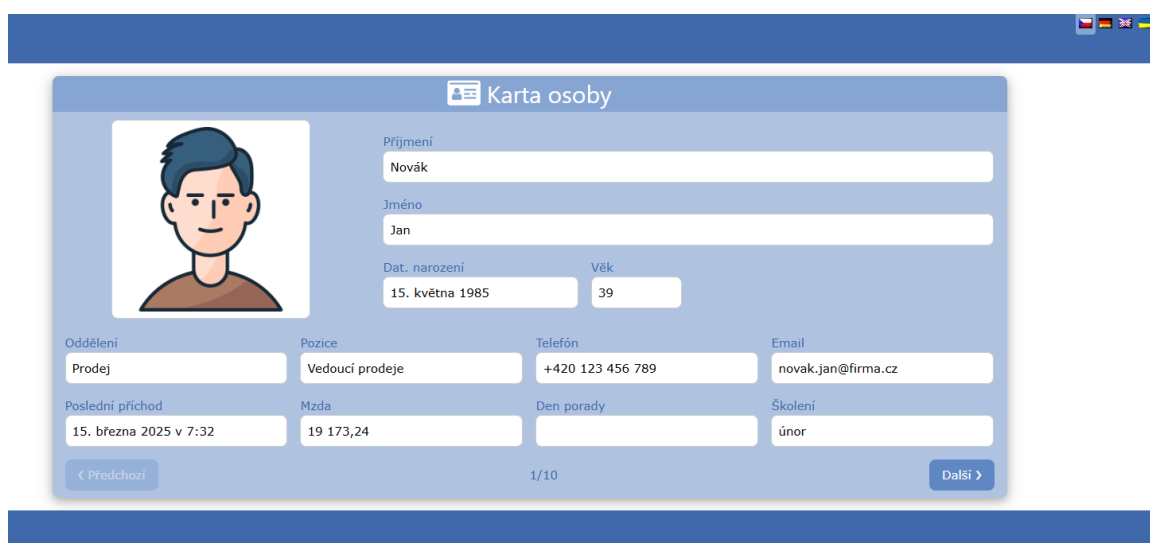 Karta osoby
Příjmení
Novák
Jméno
Jan
Dat. narození Věk
15. května 1985 39
Oddělení Pozice Telefón Email
Prodej Vedoucí prodeje +420 123 456 789 novak.jan@firma.cz
Poslední příchod Mzda Den porady Školení
15. března 2025 v 7:32 19 173,24 únor
❮ Předchozí 1/10 Další ❯